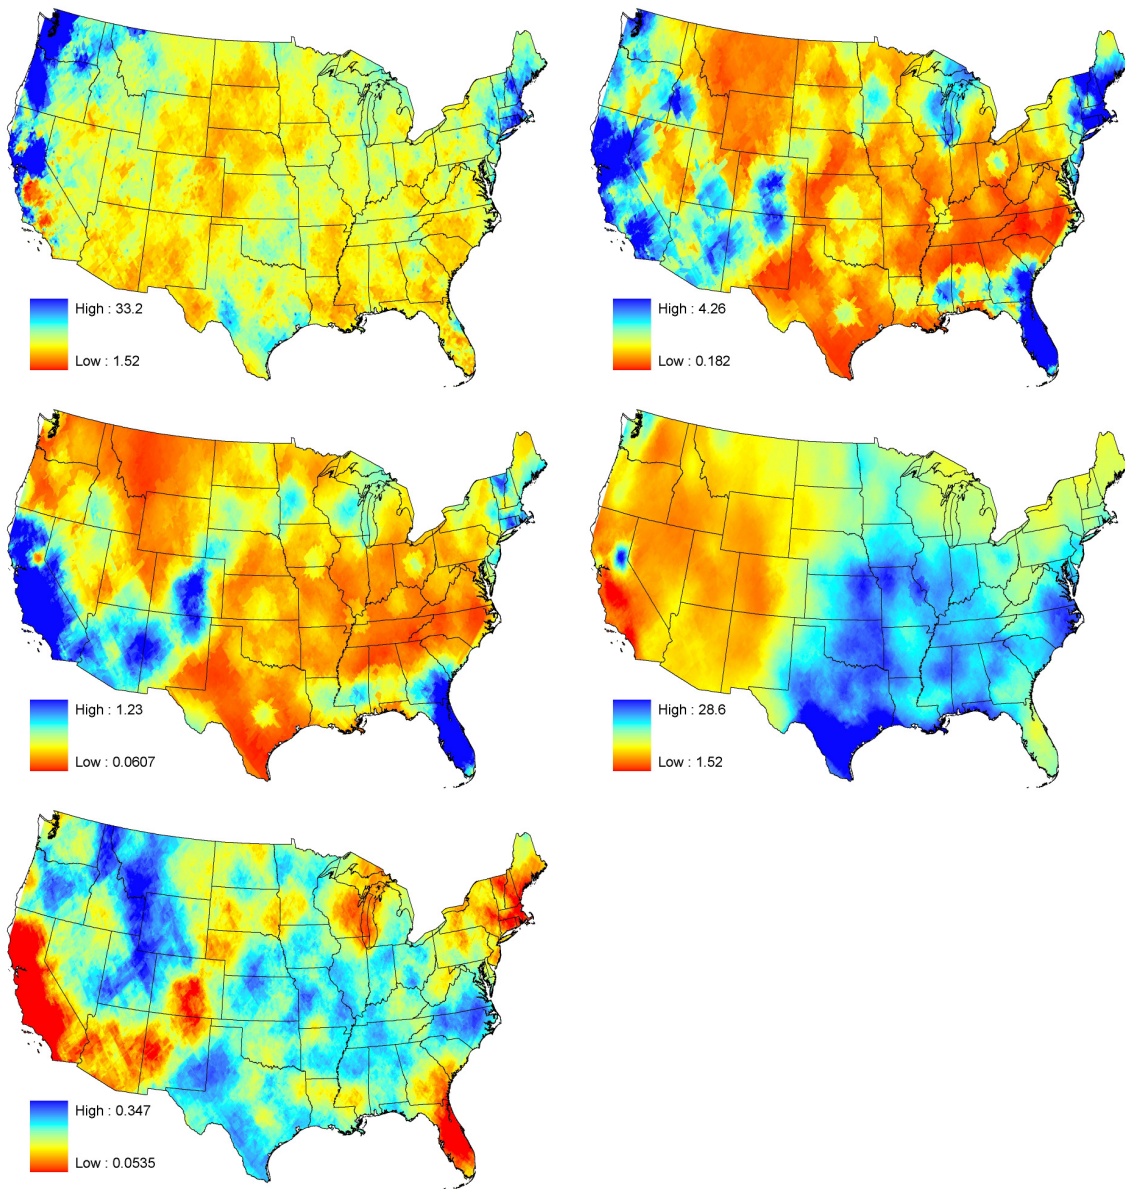 High : 33.2
Low : 1.52
High : 4.26
Low : 0.182
High : 1.23
Low : 0.0607
High : 28.6
Low : 1.52
High : 0.347
Low : 0.0535